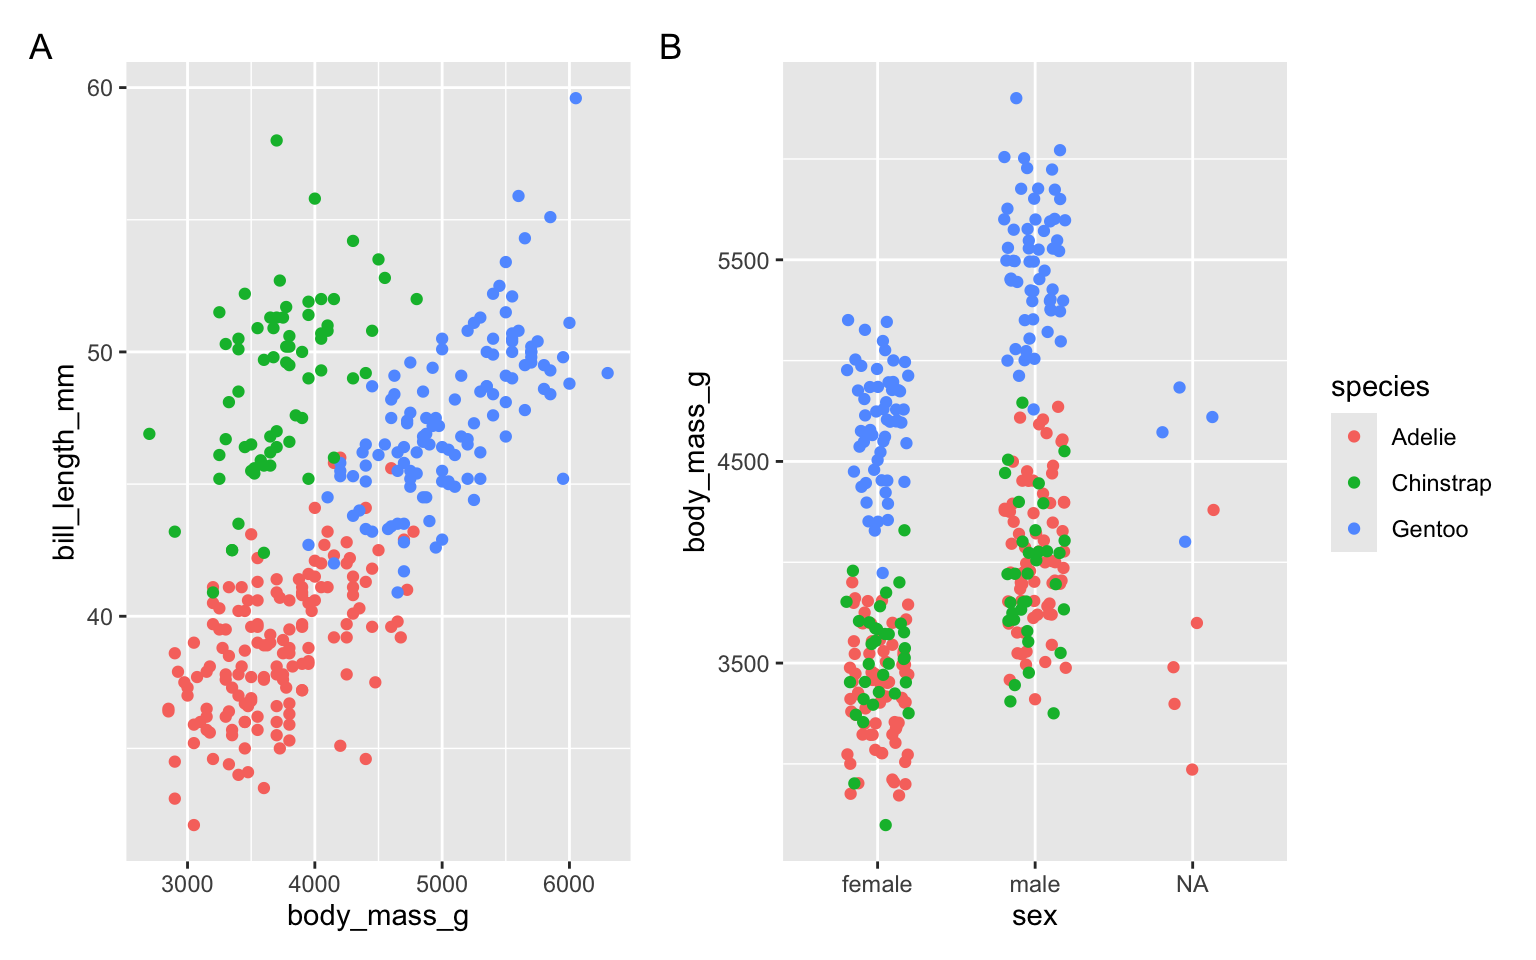 A
60
50
40
bill_length_mm
3000 4000 5000 6000
body_mass_g
B
5500
4500
3500
body_mass_g
female male NA
sex
species
Adelie
Chinstrap
Gentoo